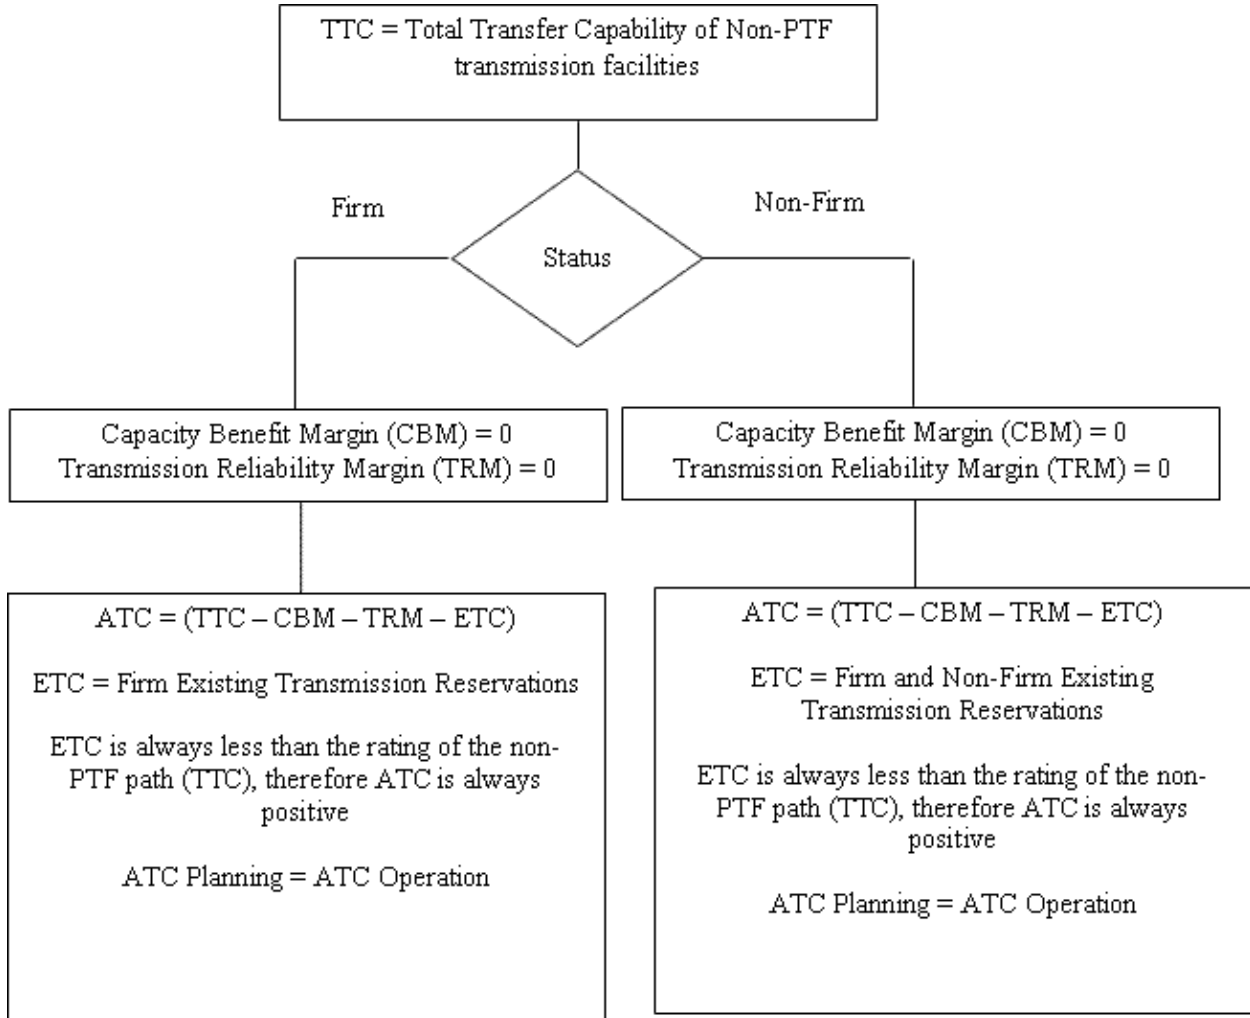 TTC = Total Transfer Capability of Non-PTF
transmission facilities
Firm
Non-Firm
Status
Capacity Benefit Margin (CBM) = 0
Transmission Reliability Margin (TRM) = 0
Capacity Benefit Margin (CBM) = 0
Transmission Reliability Margin (TRM) = 0
ATC = (TTC – CBM – TRM – ETC)
ETC = Firm Existing Transmission Reservations
ETC is always less than the rating of the non-
PTF path (TTC), therefore ATC is always
positive
ATC Planning = ATC Operation
ATC = (TTC – CBM – TRM – ETC)
ETC = Firm and Non-Firm Existing
Transmission Reservations
ETC is always less than the rating of the non-
PTF path (TTC), therefore ATC is always
positive
ATC Planning = ATC Operation